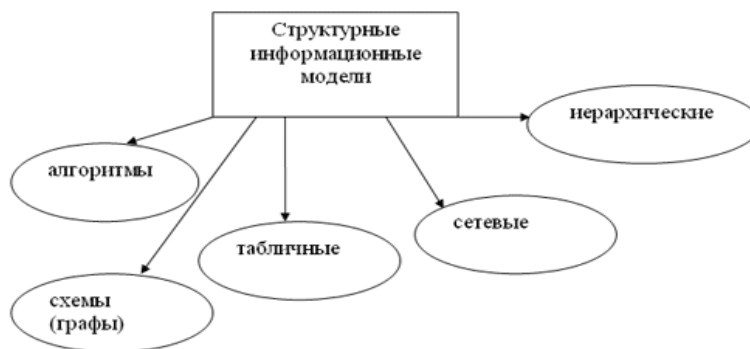 Структурные
информационные
модели
иерархические
алгоритмы
сетевые
табличные
схемы
(графы)